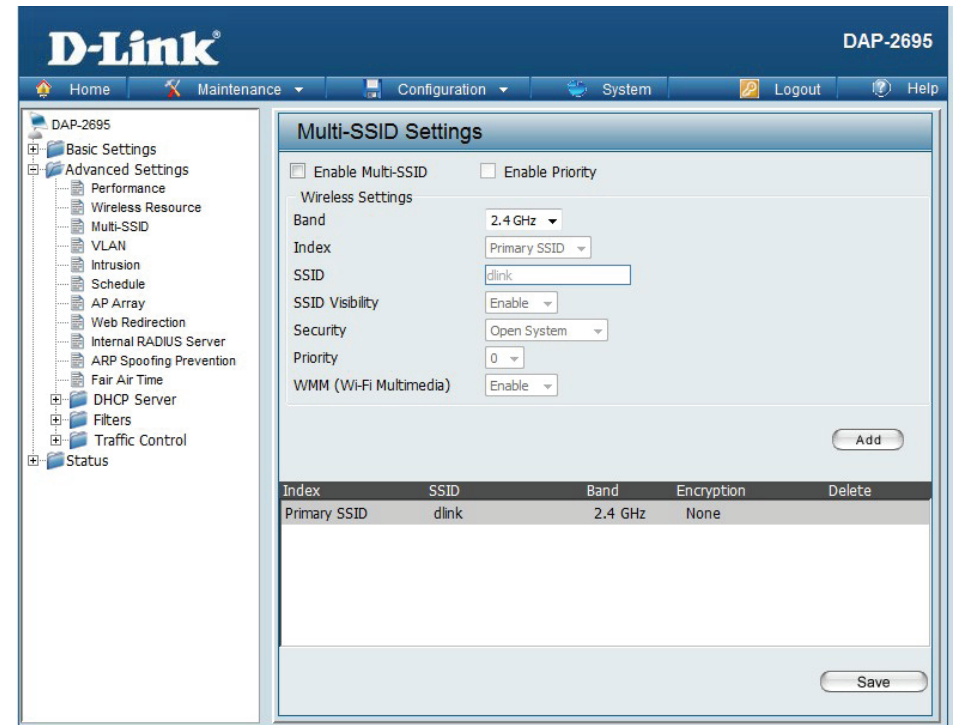 D-Link®
DAP-2695
Home Maintenance Configuration System Logout Help
DAP-2695
Basic Settings
Advanced Settings
Performance
Wireless Resource
Multi-SSID
VLAN
Intrusion
Schedule
AP Array
Web Redirection
Internal RADIUS Server
ARP Spoofing Prevention
Fair Air Time
DHCP Server
Filters
Traffic Control
Status
Multi-SSID Settings
Enable Multi-SSID Enable Priority
Wireless Settings
Band 2.4 GHz
Index Primary SSID
SSID dlink
SSID Visibility Enable
Security Open System
Priority 0
WMM (Wi-Fi Multimedia) Enable
Add
Index SSID Band Encryption Delete
Primary SSID dlink 2.4 GHz None
Save